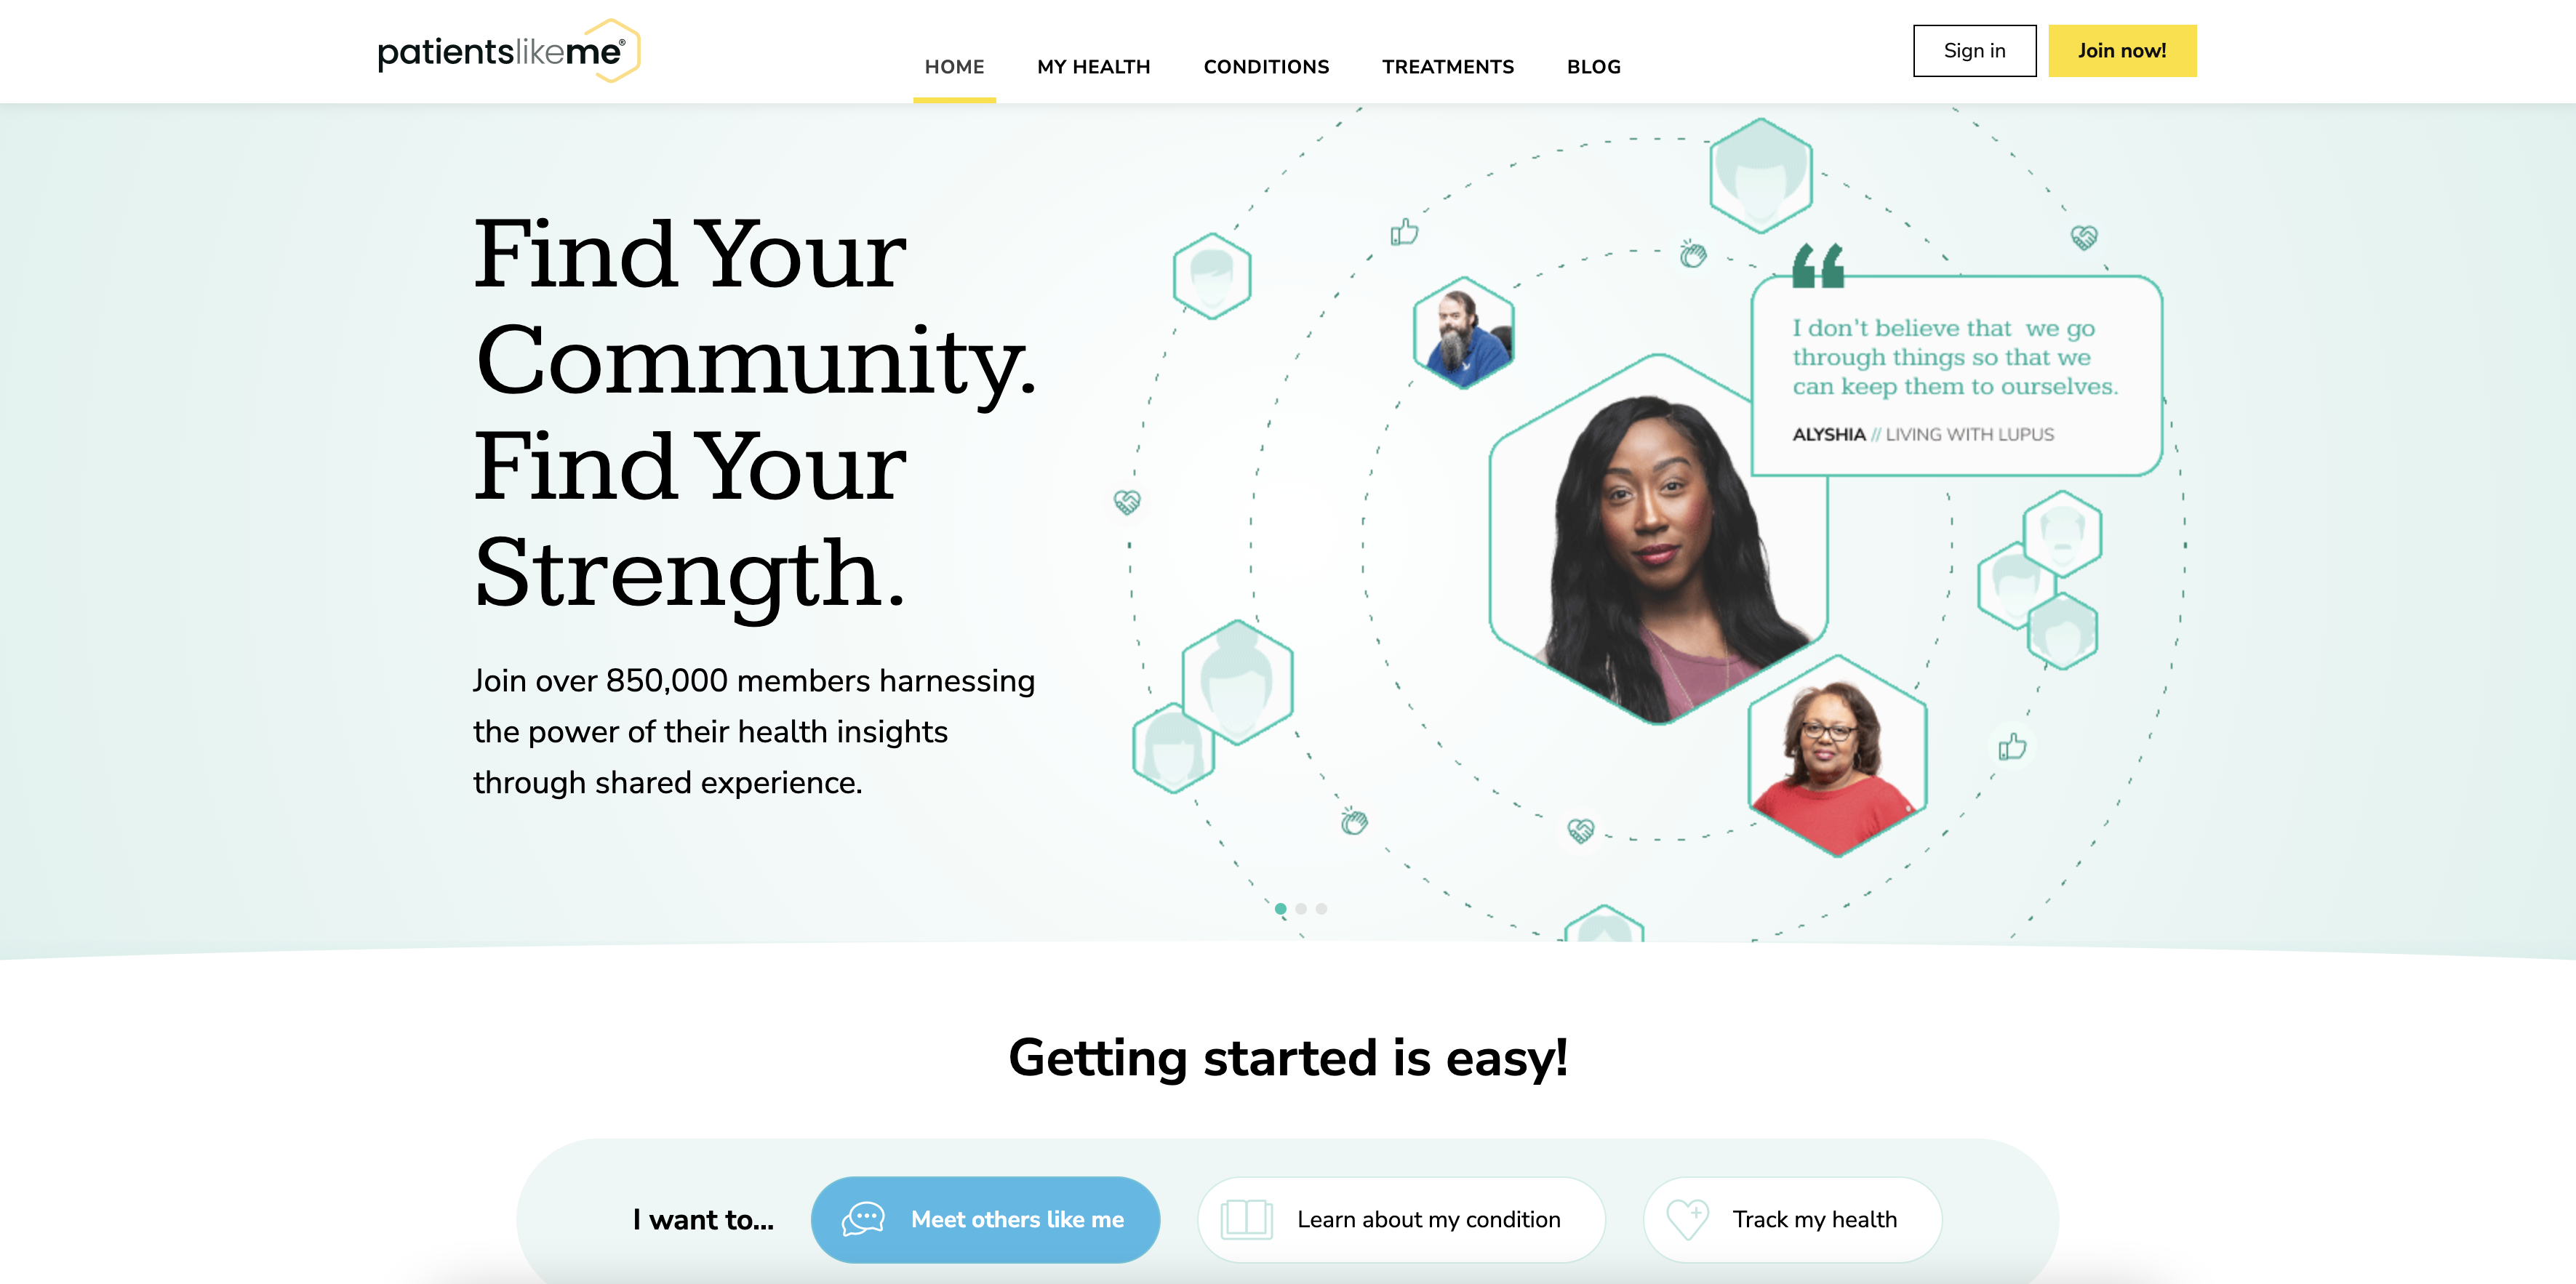 patientslikeme®
HOME
MY HEALTH
CONDITIONS
TREATMENTS
BLOG
Sign in
Join now!
Find Your
Community.
Find Your
Strength.
Join over 850,000 members harnessing
the power of their health insights
through shared experience.
“
I don’t believe that we go
through things so that we
can keep them to ourselves.
ALYSHIA // LIVING WITH LUPUS
Getting started is easy!
I want to...
Meet others like me
Learn about my condition
Track my health